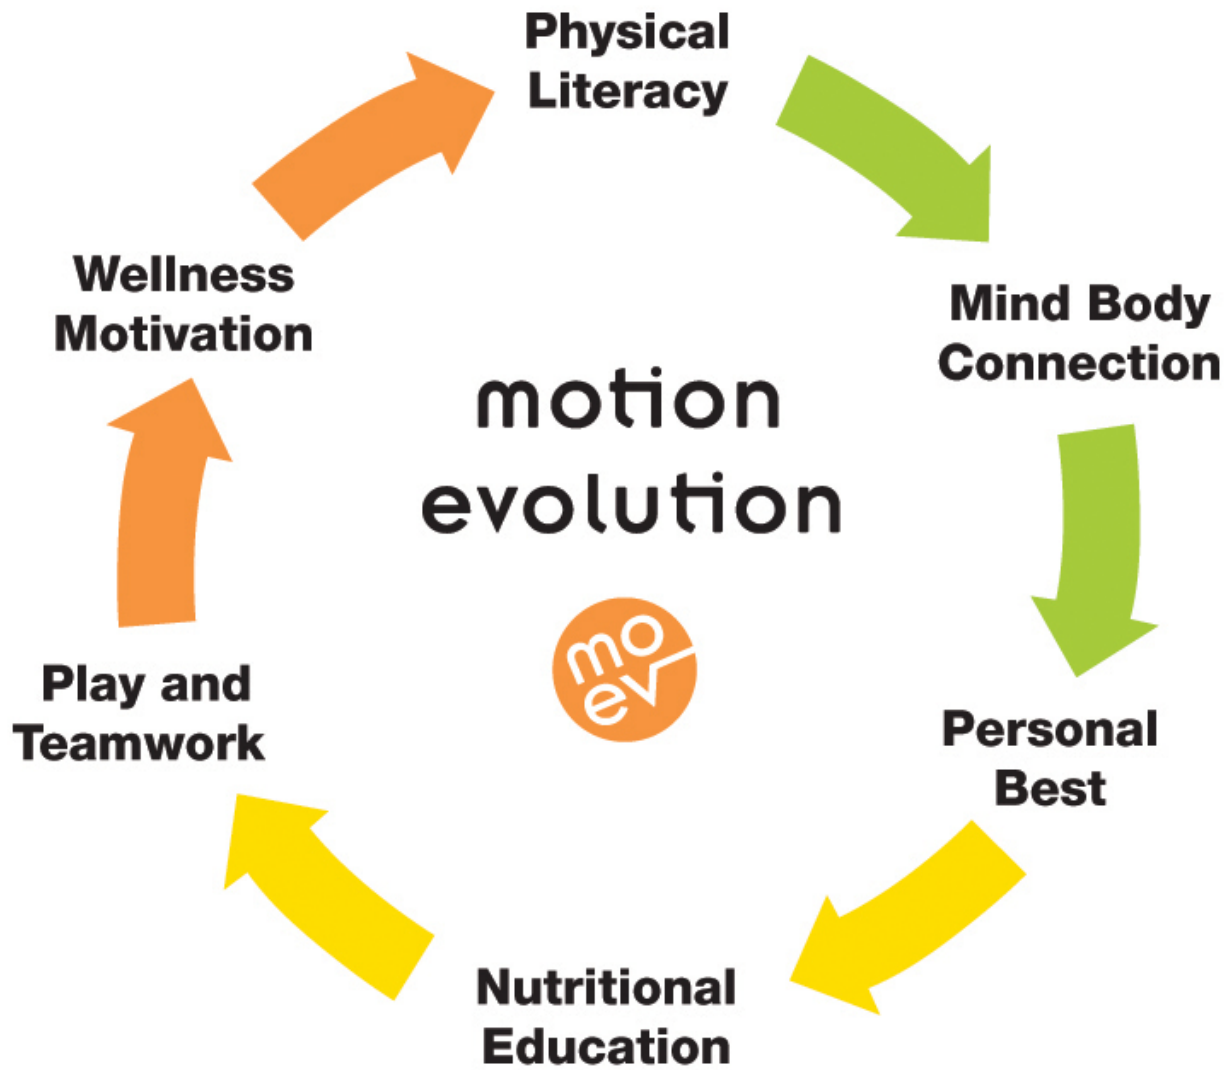 Physical
Literacy
Mind Body
Connection
Personal
Best
Nutritional
Education
Play and
Teamwork
Wellness
Motivation
motion
evolution
mo
ev